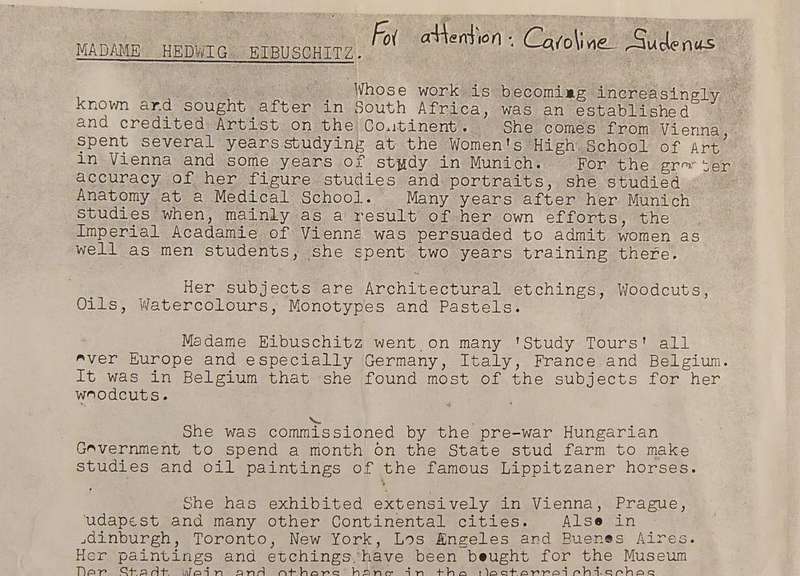 For attention: Caroline Sudenus
MADAME HEDWIG EIBUSCHITZ.
Whose work is becoming increasingly
known and sought after in South Africa, was an established
and credited Artist on the Continent. She comes from Vienna,
spent several years studying at the Women's High School of Art
in Vienna and some years of study in Munich. For the greater
accuracy of her figure studies and portraits, she studied
Anatomy at a Medical School. Many years after her Munich
studies when, mainly as a result of her own efforts, the
Imperial Acadamie of Vienna was persuaded to admit women as
well as men students, she spent two years training there.
Her subjects are Architectural etchings, Woodcuts,
Oils, Watercolours, Monotypes and Pastels.
Madame Eibuschitz went on many 'Study Tours' all
over Europe and especially Germany, Italy, France and Belgium.
It was in Belgium that she found most of the subjects for her
woodcuts.
She was commissioned by the pre-war Hungarian
Government to spend a month on the State stud farm to make
studies and oil paintings of the famous Lippitzaner horses.
She has exhibited extensively in Vienna, Prague,
udapest and many other Continental cities. Also in
dinburgh, Toronto, New York, Los Angeles and Buenos Aires.
Her paintings and etchings have been bought for the Museum
Der Stadt Wein and others hang in the Oesterreichisches